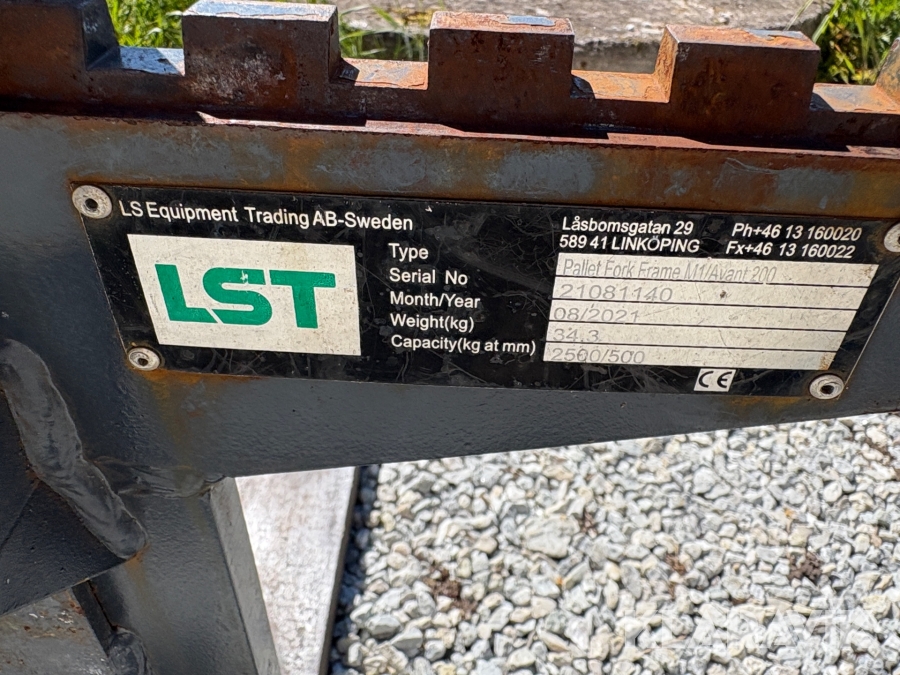 LS Equipment Trading AB-Sweden
Låsbomsgatan 29 Ph+46 13 160020
589 41 LINKÖPING Fx+46 13 160022
LST
Type Pallet Fork Frame M1/Avant 200
Serial No 21081140
Month/Year 08/2021
Weight(kg) 34.3
Capacity(kg at mm) 2500/500
CE